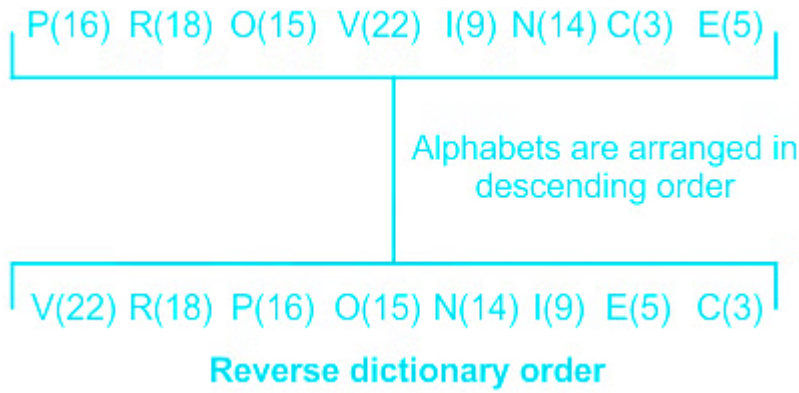 P(16) R(18) O(15) V(22) I(9) N(14) C(3) E(5)
Alphabets are arranged in
descending order
V(22) R(18) P(16) O(15) N(14) I(9) E(5) C(3)
Reverse dictionary order